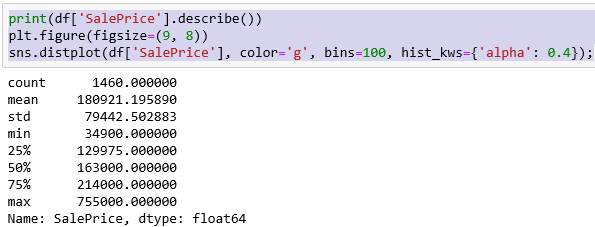 print(df['SalePrice'].describe())
plt.figure(figsize=(9, 8))
sns.distplot(df['SalePrice'], color='g', bins=100, hist_kws={'alpha': 0.4});
count      1460.000000
mean     180921.195890
std       79442.502883
min       34900.000000
25%      129975.000000
50%      163000.000000
75%      214000.000000
max      755000.000000
Name: SalePrice, dtype: float64